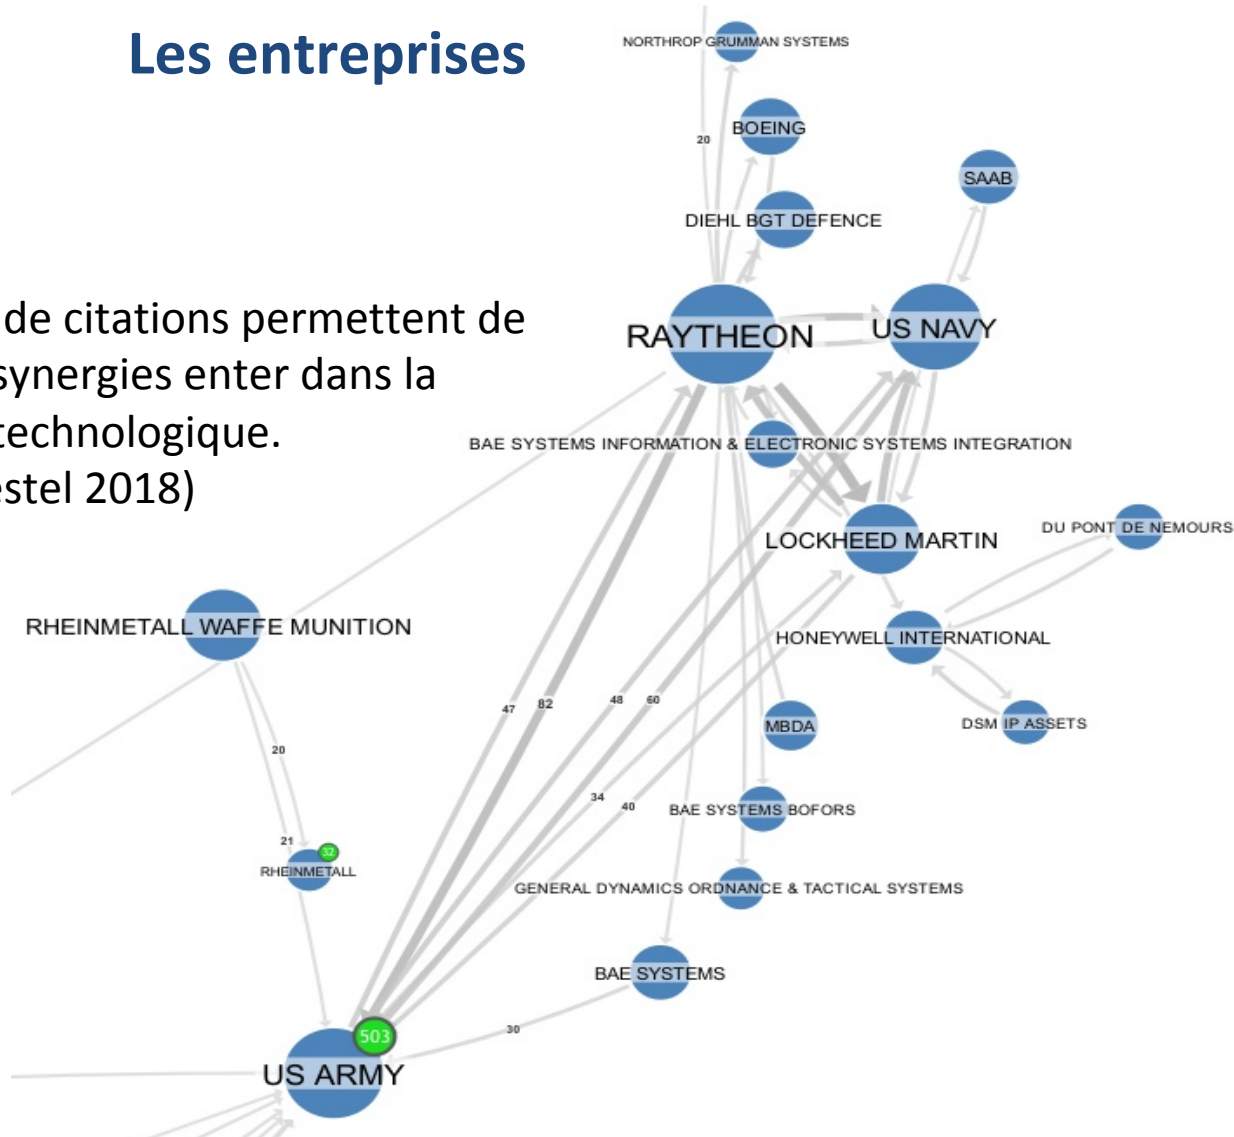 Les entreprises
NORTHROP GRUMMAN SYSTEMS
BOEING
20
SAAB
DIEHL BGT DEFENCE
de citations permettent de
synergies enter dans la
technologique.
estel 2018)
RAYTHEON
US NAVY
BAE SYSTEMS INFORMATION & ELECTRONIC SYSTEMS INTEGRATION
LOCKHEED MARTIN
DU PONT DE NEMOURS
RHEINMETALL WAFFE MUNITION
HONEYWELL INTERNATIONAL
47
82
48
60
MBDA
DSM IP ASSETS
20
34
40
BAE SYSTEMS BOFORS
21
32
RHEINMETALL
GENERAL DYNAMICS ORDNANCE & TACTICAL SYSTEMS
BAE SYSTEMS
30
503
US ARMY